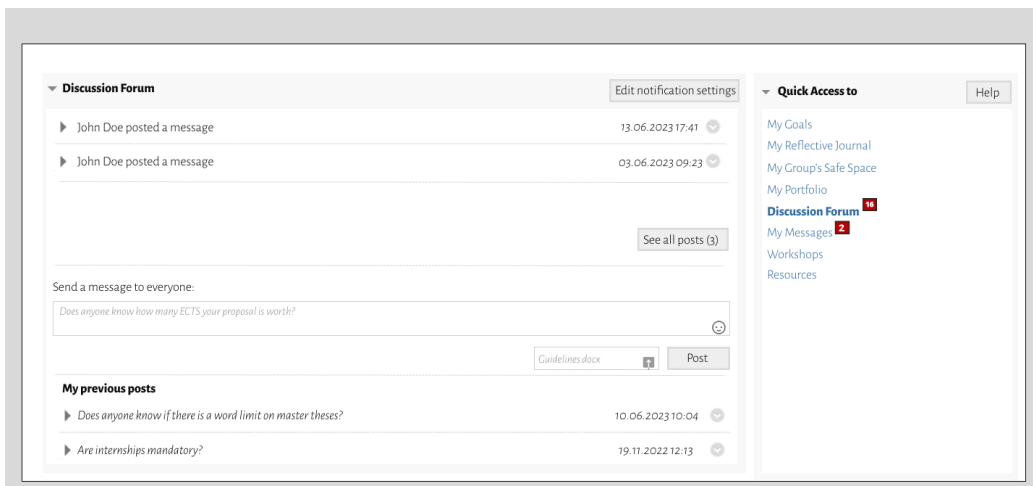 Discussion Forum
Edit notification settings
John Doe posted a message
13.06.2023 17:41
John Doe posted a message
03.06.2023 09:23
See all posts (3)
Send a message to everyone:
Does anyone know how many ECTS your proposal is worth?
Guidelines.docx
Post
My previous posts
Does anyone know if there is a word limit on master theses?
10.06.2023 10:04
Are internships mandatory?
19.11.2022 12:13
Quick Access to
Help
My Goals
My Reflective Journal
My Group's Safe Space
My Portfolio
Discussion Forum 16
My Messages 2
Workshops
Resources